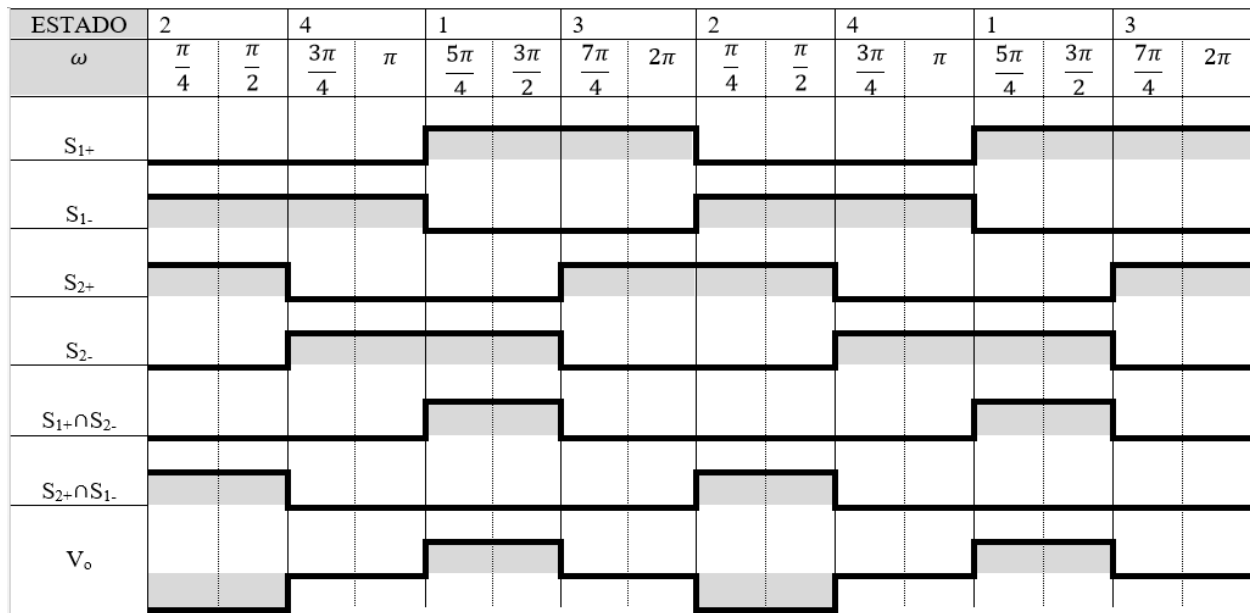 ESTADO 2 4 1 3 2 4 1 3
ω π/4 π/2 3π/4 π 5π/4 3π/2 7π/4 2π π/4 π/2 3π/4 π 5π/4 3π/2 7π/4 2π
S1+
S1-
S2+
S2-
S1+∩S2-
S2+∩S1-
Vo